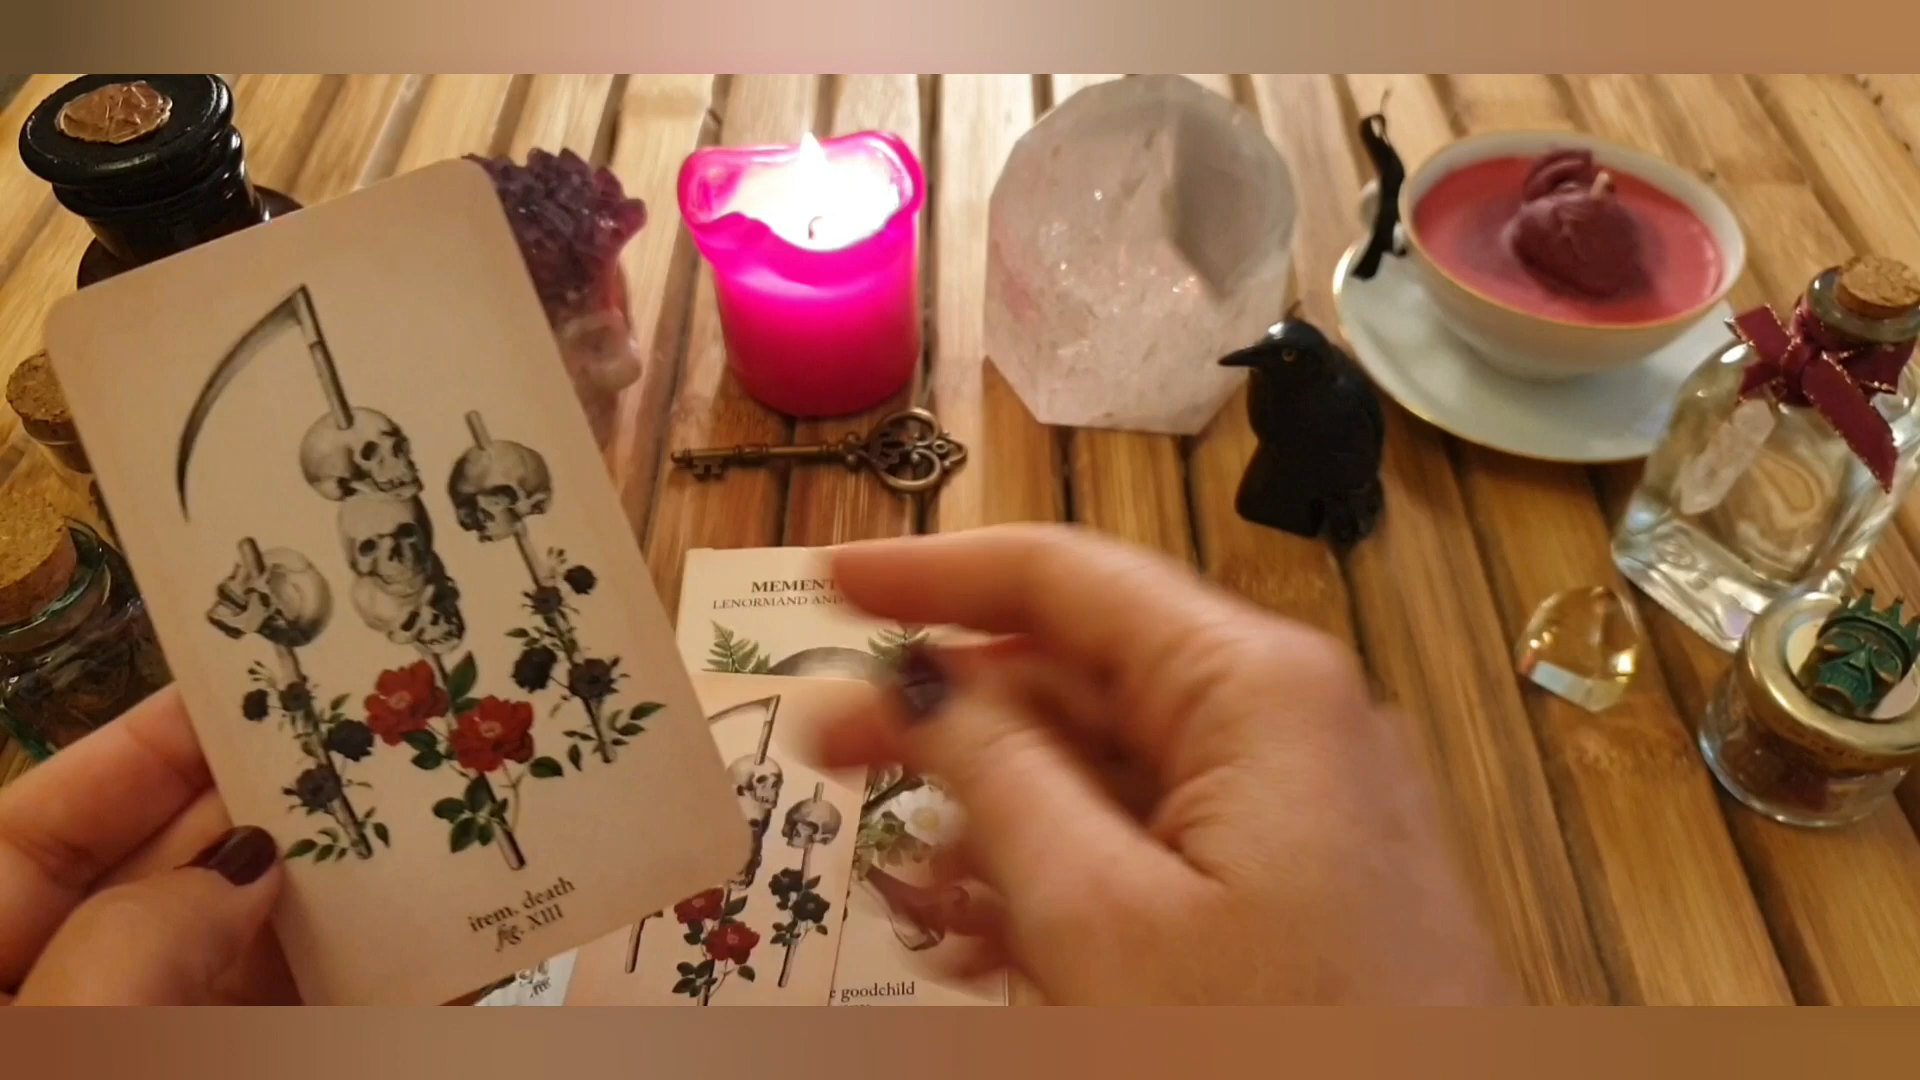 item. death
fig. XIII
MEMENT
LENORMAND AND
e goodchild